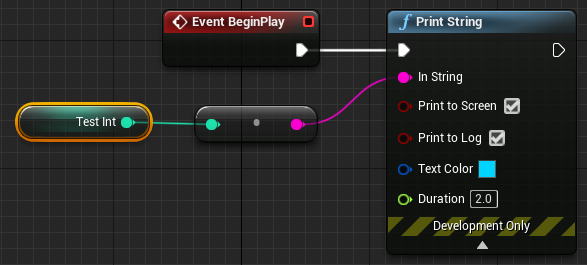 Event BeginPlay
Print String
In String
Test Int
Print to Screen
Print to Log
Text Color
Duration 2.0
Development Only